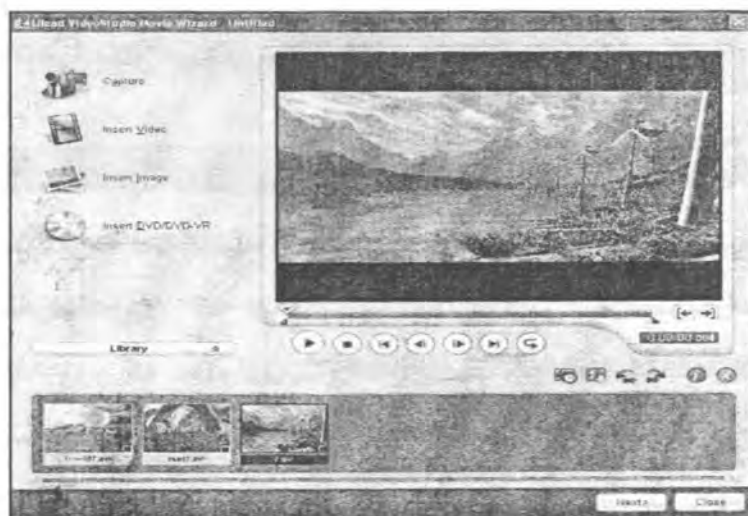 Ulead VideoStudio Movie Wizard - Untitled
Capture
Insert Video
Insert Image
Insert DVD/DVD-VR
Library
Next >
Close